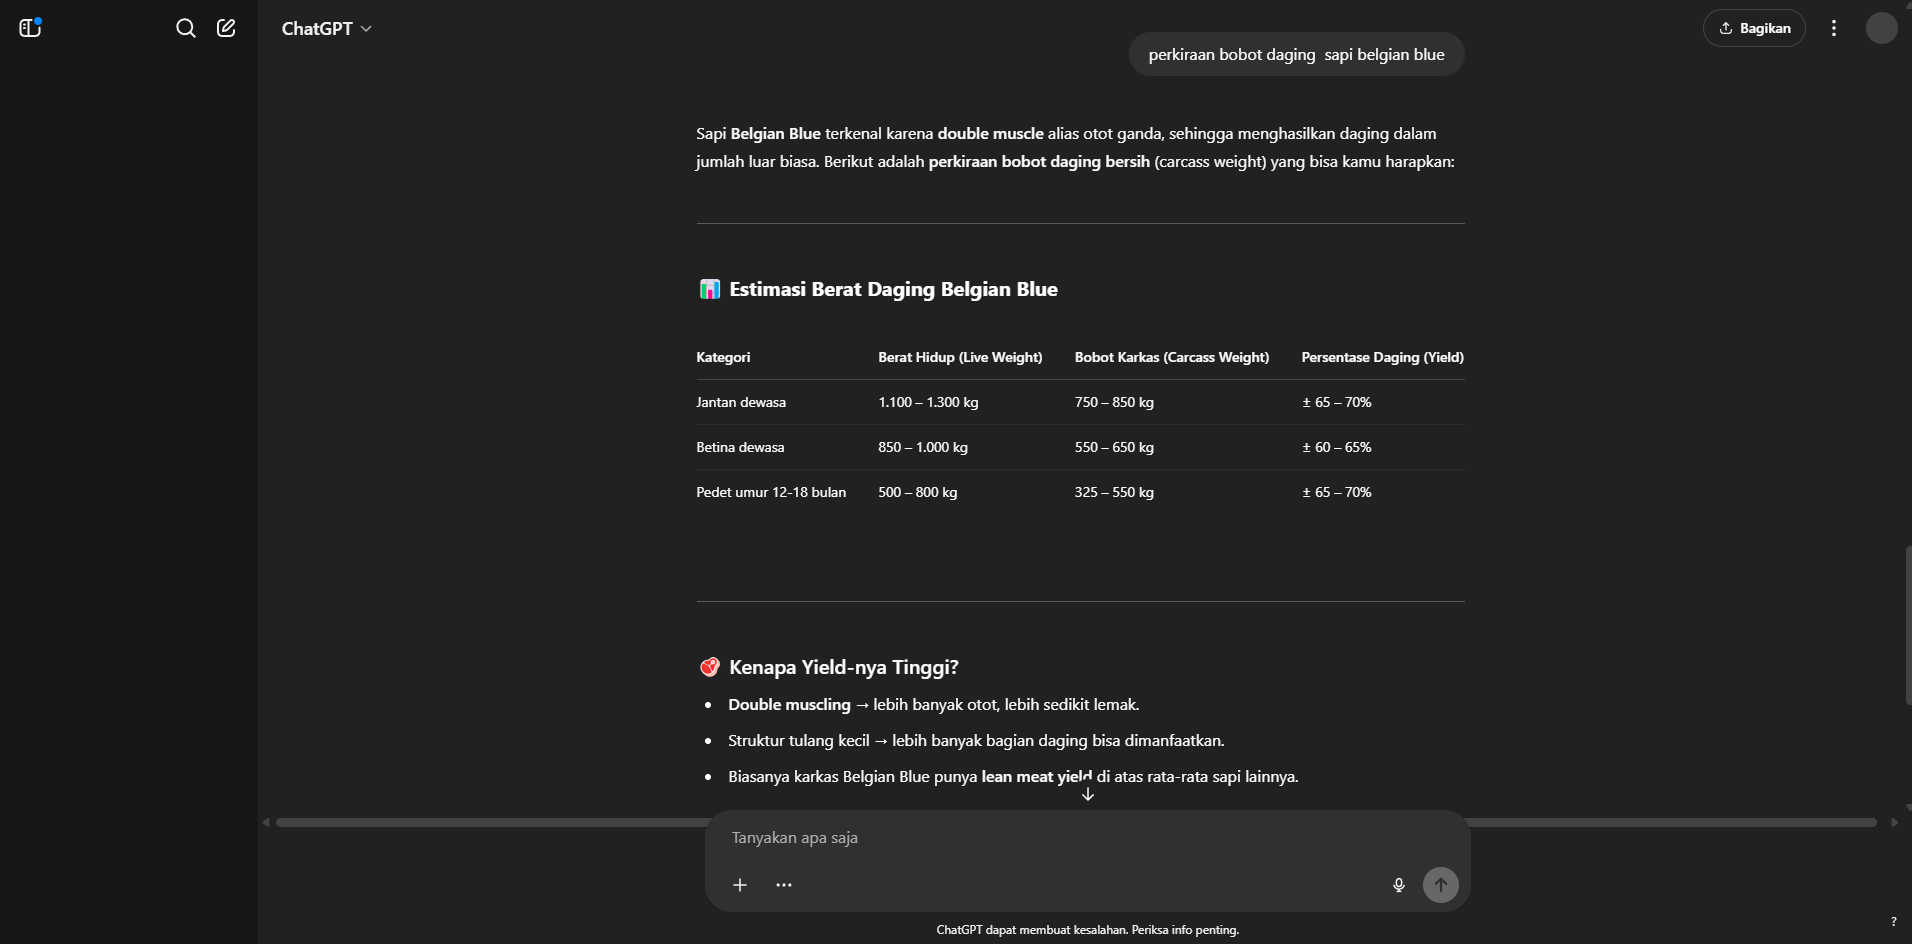 ChatGPT
Bagikan
perkiraan bobot daging  sapi belgian blue
Sapi Belgian Blue terkenal karena double muscle alias otot ganda, sehingga menghasilkan daging dalam
jumlah luar biasa. Berikut adalah perkiraan bobot daging bersih (carcass weight) yang bisa kamu harapkan:
Estimasi Berat Daging Belgian Blue
Kategori Berat Hidup (Live Weight) Bobot Karkas (Carcass Weight) Persentase Daging (Yield)
Jantan dewasa 1.100 – 1.300 kg 750 – 850 kg ± 65 – 70%
Betina dewasa 850 – 1.000 kg 550 – 650 kg ± 60 – 65%
Pedet umur 12-18 bulan 500 – 800 kg 325 – 550 kg ± 65 – 70%
Kenapa Yield-nya Tinggi?
• Double muscling → lebih banyak otot, lebih sedikit lemak.
• Struktur tulang kecil → lebih banyak bagian daging bisa dimanfaatkan.
• Biasanya karkas Belgian Blue punya lean meat yield di atas rata-rata sapi lainnya.
Tanyakan apa saja
ChatGPT dapat membuat kesalahan. Periksa info penting.
?